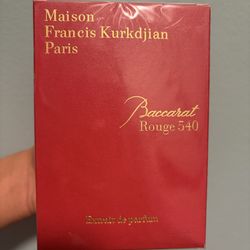 Maison
Francis Kurkdjian
Paris
Baccarat
Rouge 540
Extrait de parfum